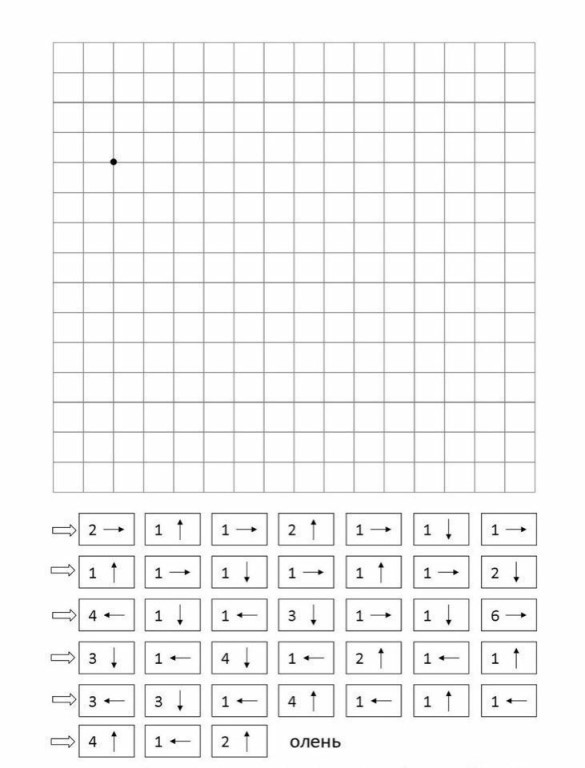 ⇨ 2 → 1 ↑ 1 → 2 ↑ 1 → 1 ↓ 1 →
⇨ 1 ↑ 1 → 1 ↓ 1 → 1 ↑ 1 → 2 ↓
⇨ 4 ← 1 ↓ 1 ← 3 ↓ 1 → 1 ↓ 6 →
⇨ 3 ↓ 1 ← 4 ↓ 1 ← 2 ↑ 1 ← 1 ↑
⇨ 3 ← 3 ↓ 1 ← 4 ↑ 1 ← 1 ↑ 1 ←
⇨ 4 ↑ 1 ← 2 ↑ олень